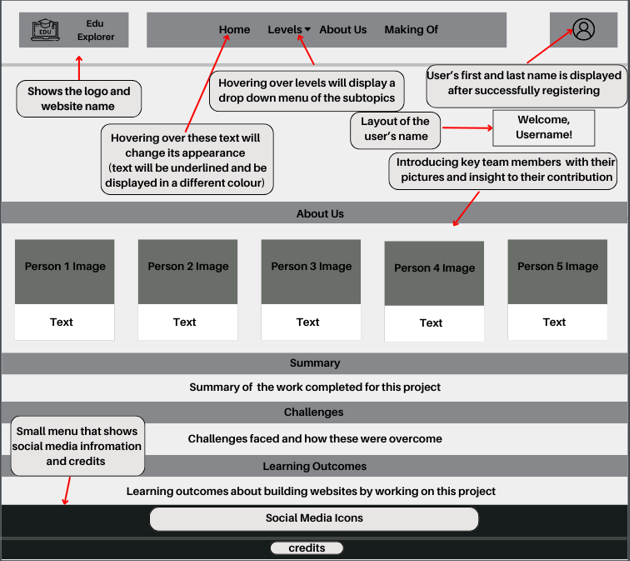 EDU
Edu
Explorer
Home Levels About Us Making Of
Shows the logo and
website name
Hovering over levels will display a
drop down menu of the subtopics
User's first and last name is displayed
after successfully registering
Layout of the
user's name
Welcome,
Username!
Hovering over these text will
change its appearance
(text will be underlined and be
displayed in a different colour)
Introducing key team members with their
pictures and insight to their contribution
About Us
Person 1 Image
Person 2 Image
Person 3 Image
Person 4 Image
Person 5 Image
Text
Text
Text
Text
Text
Summary
Summary of the work completed for this project
Challenges
Challenges faced and how these were overcome
Small menu that shows
social media infromation
and credits
Learning Outcomes
Learning outcomes about building websites by working on this project
Social Media Icons
credits